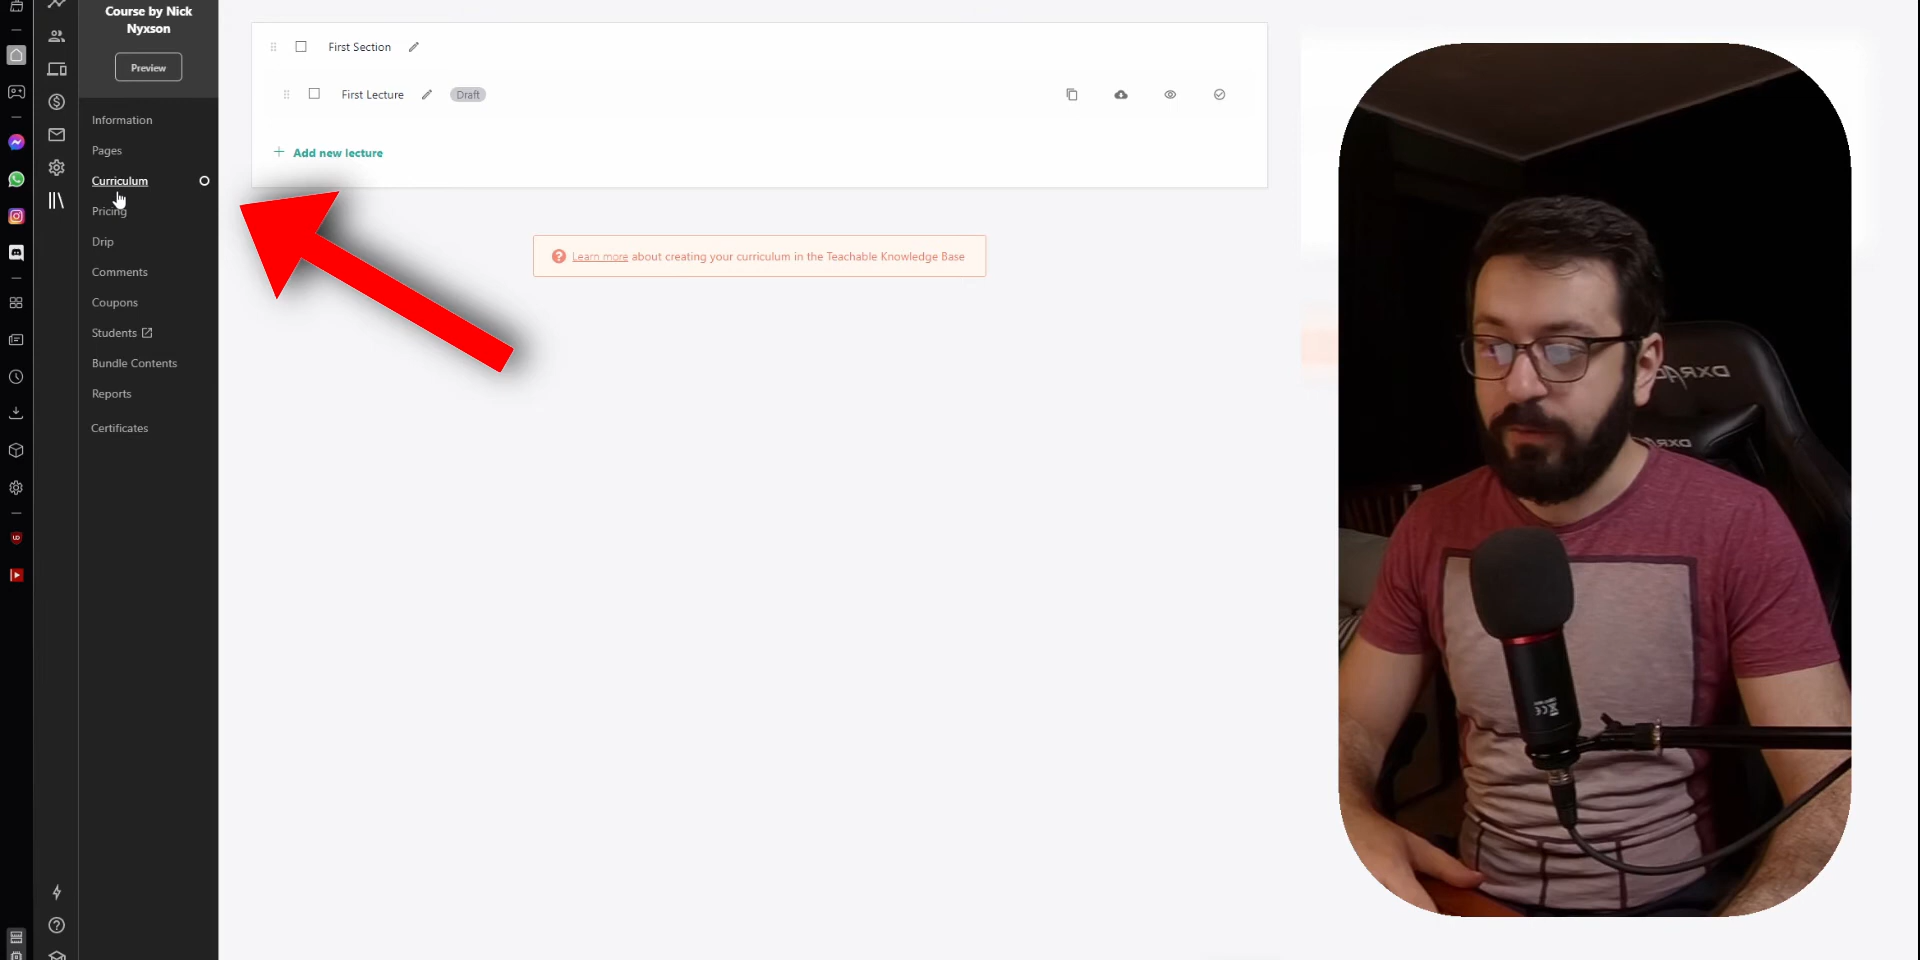 Course by Nick
Nyxson
Preview
Information
Pages
Curriculum
Pricing
Drip
Comments
Coupons
Students
Bundle Contents
Reports
Certificates
First Section
First Lecture
Draft
Add new lecture
Learn more about creating your curriculum in the Teachable Knowledge Base